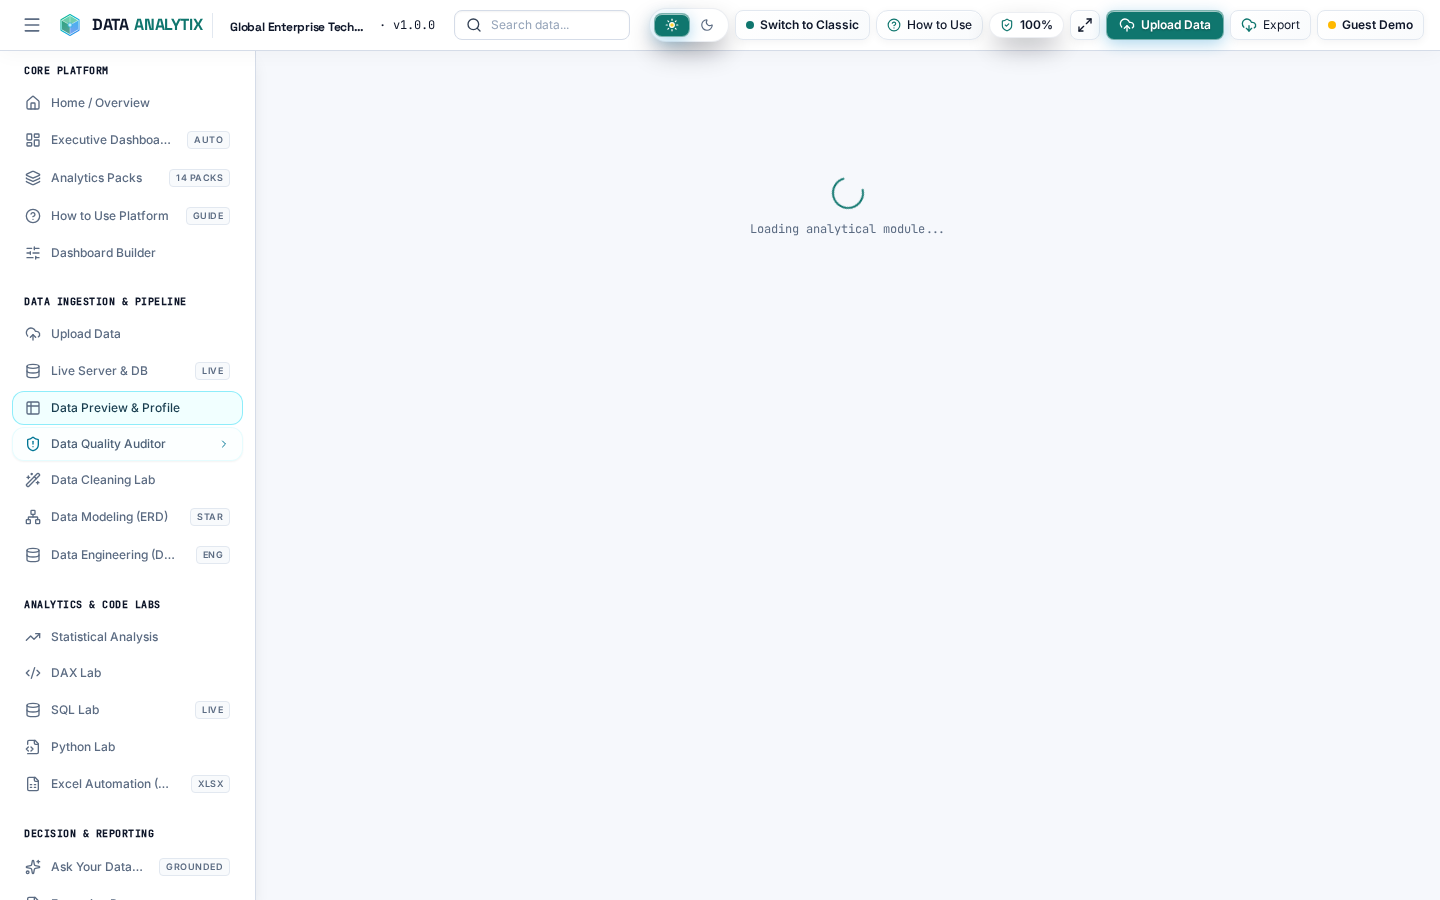 DATA ANALYTIX
Global Enterprise Tech...
· v1.0.0
Search data...
Switch to Classic
How to Use
100%
Upload Data
Export
Guest Demo
CORE PLATFORM
Home / Overview
Executive Dashboa... AUTO
Analytics Packs 14 PACKS
How to Use Platform GUIDE
Dashboard Builder
DATA INGESTION & PIPELINE
Upload Data
Live Server & DB LIVE
Data Preview & Profile
Data Quality Auditor
Data Cleaning Lab
Data Modeling (ERD) STAR
Data Engineering (D... ENG
ANALYTICS & CODE LABS
Statistical Analysis
DAX Lab
SQL Lab LIVE
Python Lab
Excel Automation (... XLSX
DECISION & REPORTING
Ask Your Data... GROUNDED
Loading analytical module...